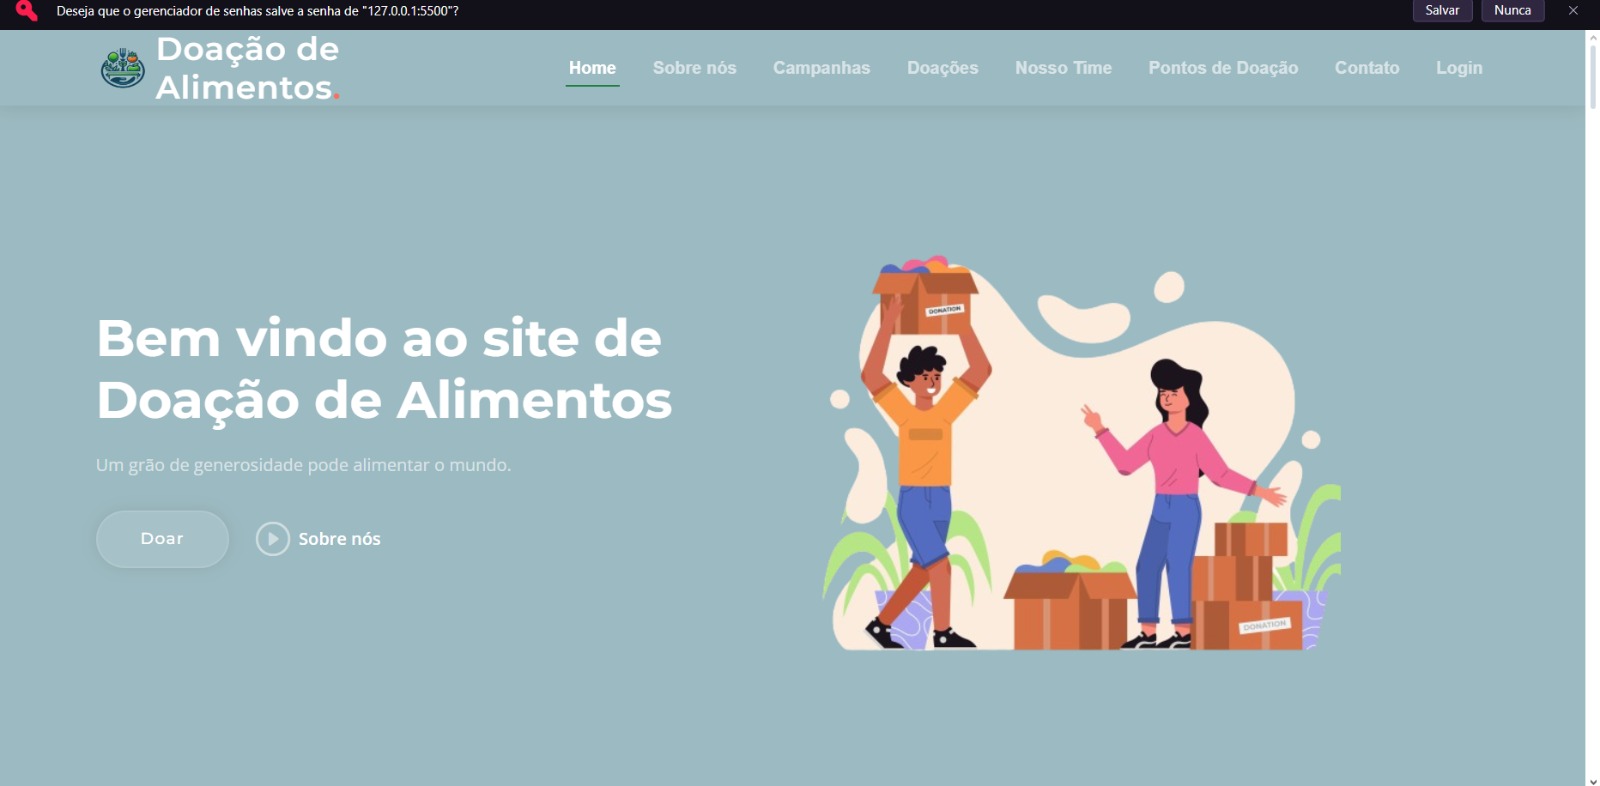 Deseja que o gerenciador de senhas salve a senha de "127.0.0.1:5500"?
Salvar
Nunca
Doação de
Alimentos.
Home
Sobre nós
Campanhas
Doações
Nosso Time
Pontos de Doação
Contato
Login
Bem vindo ao site de
Doação de Alimentos
Um grão de generosidade pode alimentar o mundo.
Doar
Sobre nós
DONATION
DONATION